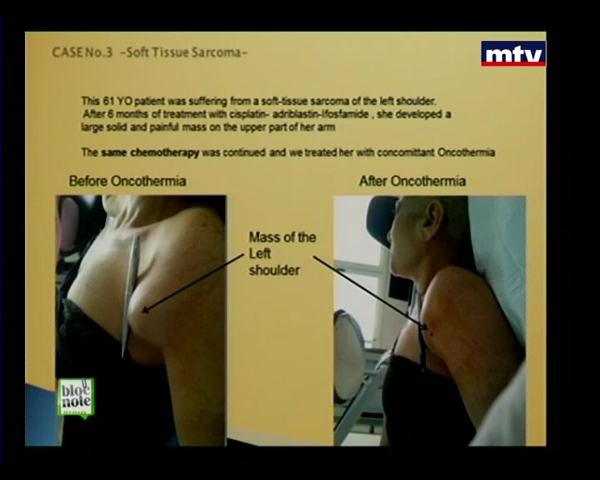 CASE No.3 -Soft Tissue Sarcoma-
mtv
This 61 YO patient was suffering from a soft-tissue sarcoma of the left shoulder.
After 6 months of treatment with cisplatin- adriblastin-Ifosfamide , she developed a
large solid and painful mass on the upper part of her arm
The same chemotherapy was continued and we treated her with concomittant Oncothermia
Before Oncothermia
After Oncothermia
Mass of the
Left
shoulder
bloc
note